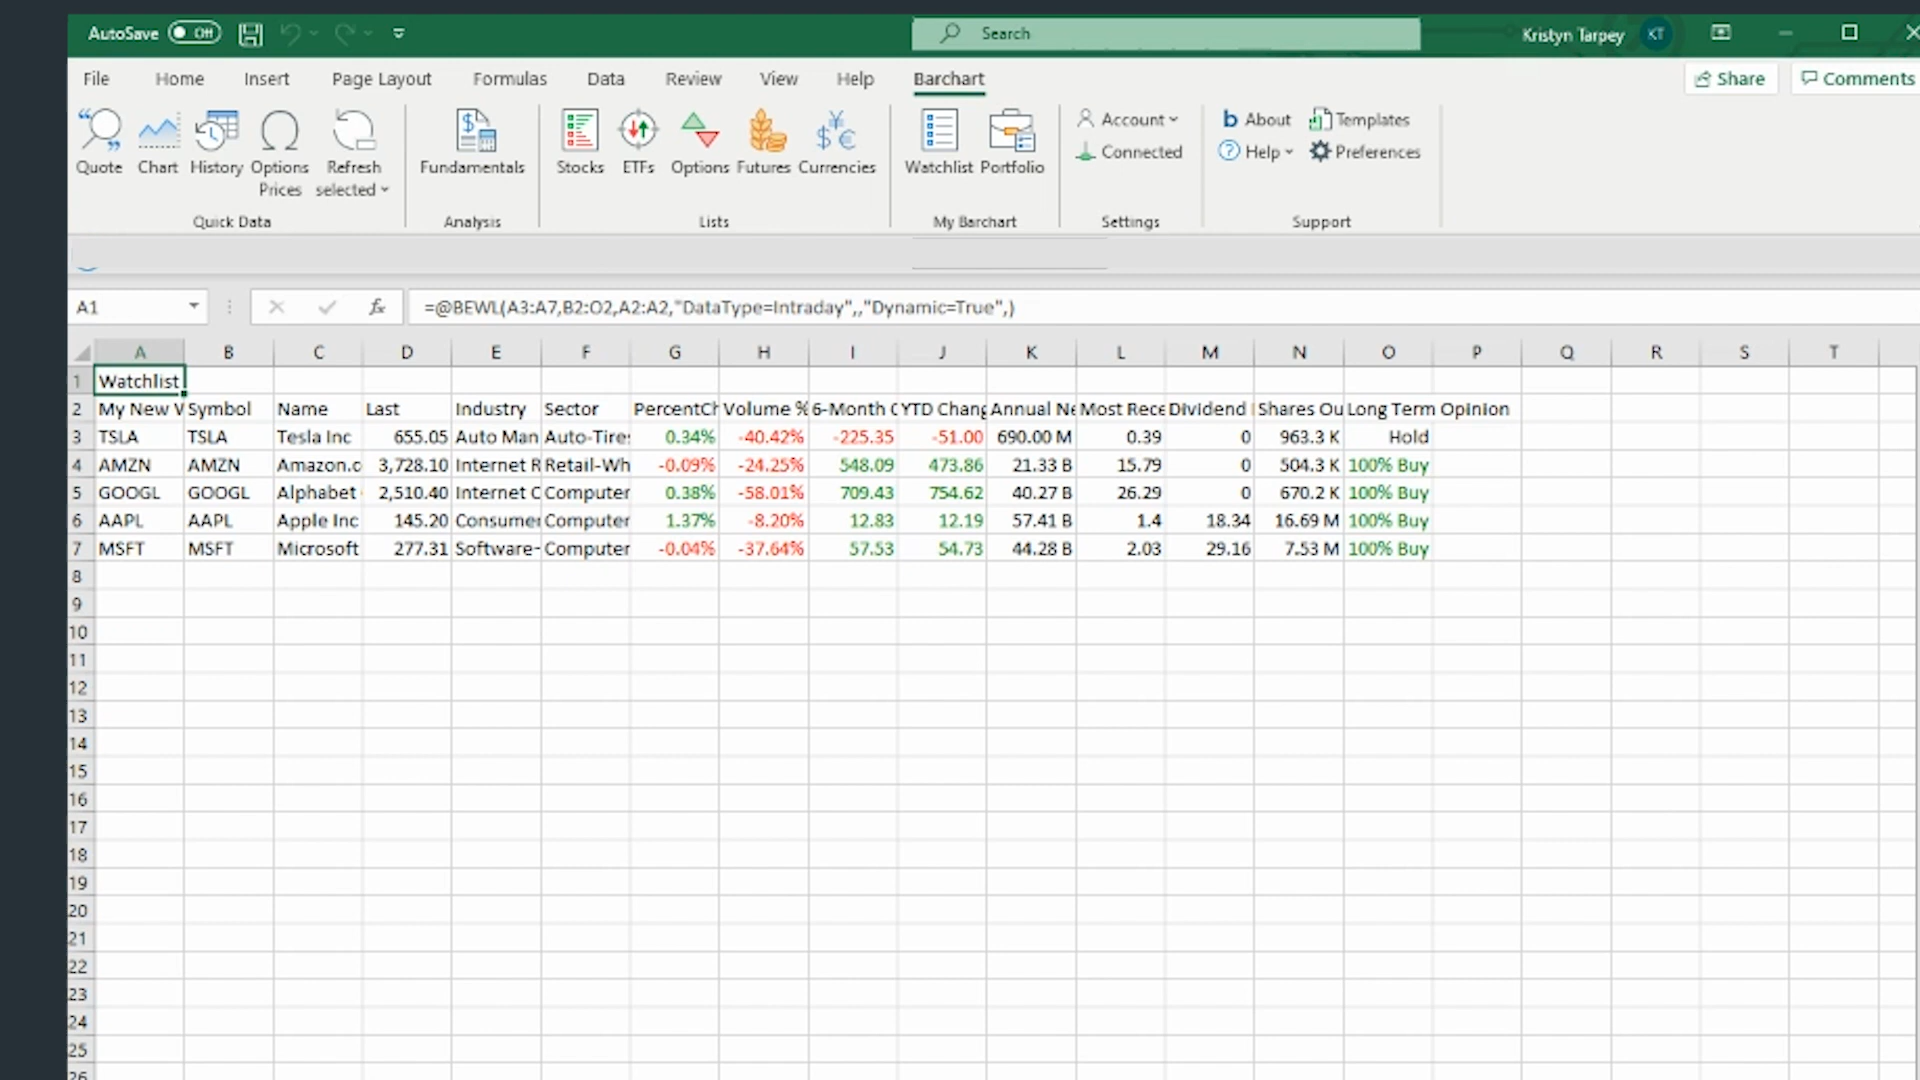 AutoSave Off Search Kristyn Tarpey KT
File Home Insert Page Layout Formulas Data Review View Help Barchart Share Comments
Quote Chart History Options Prices Refresh selected Fundamentals Stocks ETFs Options Futures Currencies Watchlist Portfolio Account Connected About Help Templates Preferences
Quick Data Analysis Lists My Barchart Settings Support
A1 fx =@BEWL(A3:A7,B2:O2,A2:A2,"DataType=Intraday",,"Dynamic=True",)
A B C D E F G H I J K L M N O P Q R S T
1 Watchlist
2 My New Symbol Name Last Industry Sector PercentCh Volume % 6-Month C YTD Chang Annual Ne Most Rece Dividend Shares Ou Long Term Opinion
3 TSLA TSLA Tesla Inc 655.05 Auto Man Auto-Tires 0.34% -40.42% -225.35 -51.00 690.00 M 0.39 0 963.3 K Hold
4 AMZN AMZN Amazon.c 3,728.10 Internet R Retail-Wh -0.09% -24.25% 548.09 473.86 21.33 B 15.79 0 504.3 K 100% Buy
5 GOOGL GOOGL Alphabet 2,510.40 Internet C Computer 0.38% -58.01% 709.43 754.62 40.27 B 26.29 0 670.2 K 100% Buy
6 AAPL AAPL Apple Inc 145.20 Consumer Computer 1.37% -8.20% 12.83 12.19 57.41 B 1.4 18.34 16.69 M 100% Buy
7 MSFT MSFT Microsoft 277.31 Software- Computer -0.04% -37.64% 57.53 54.73 44.28 B 2.03 29.16 7.53 M 100% Buy
8
9
10
11
12
13
14
15
16
17
18
19
20
21
22
23
24
25
26